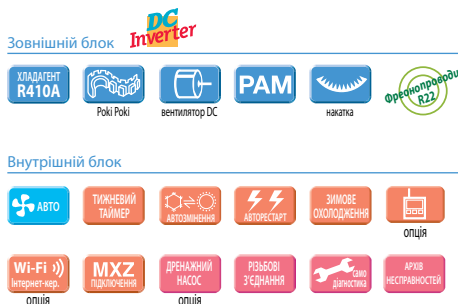 Зовнішній блок
DC
Inverter
ХЛАДАГЕНТ
R410A
PAM
Фреонопроводи
R22
Poki Poki
вентилятор DC
накатка
Внутрішній блок
АВТО
ТИЖНЕВИЙ
ТАЙМЕР
АВТОЗМІНЕННЯ
АВТОРЕСТАРТ
ЗИМОВЕ
ОХОЛОДЖЕННЯ
опція
Wi-Fi
Інтернет-кер.
MXZ
ПІДКЛЮЧЕННЯ
ДРЕНАЖНИЙ
НАСОС
РІЗЬБОВІ
З'ЄДНАННЯ
само
діагностика
АРХІВ
НЕСПРАВНОСТЕЙ
опція
опція